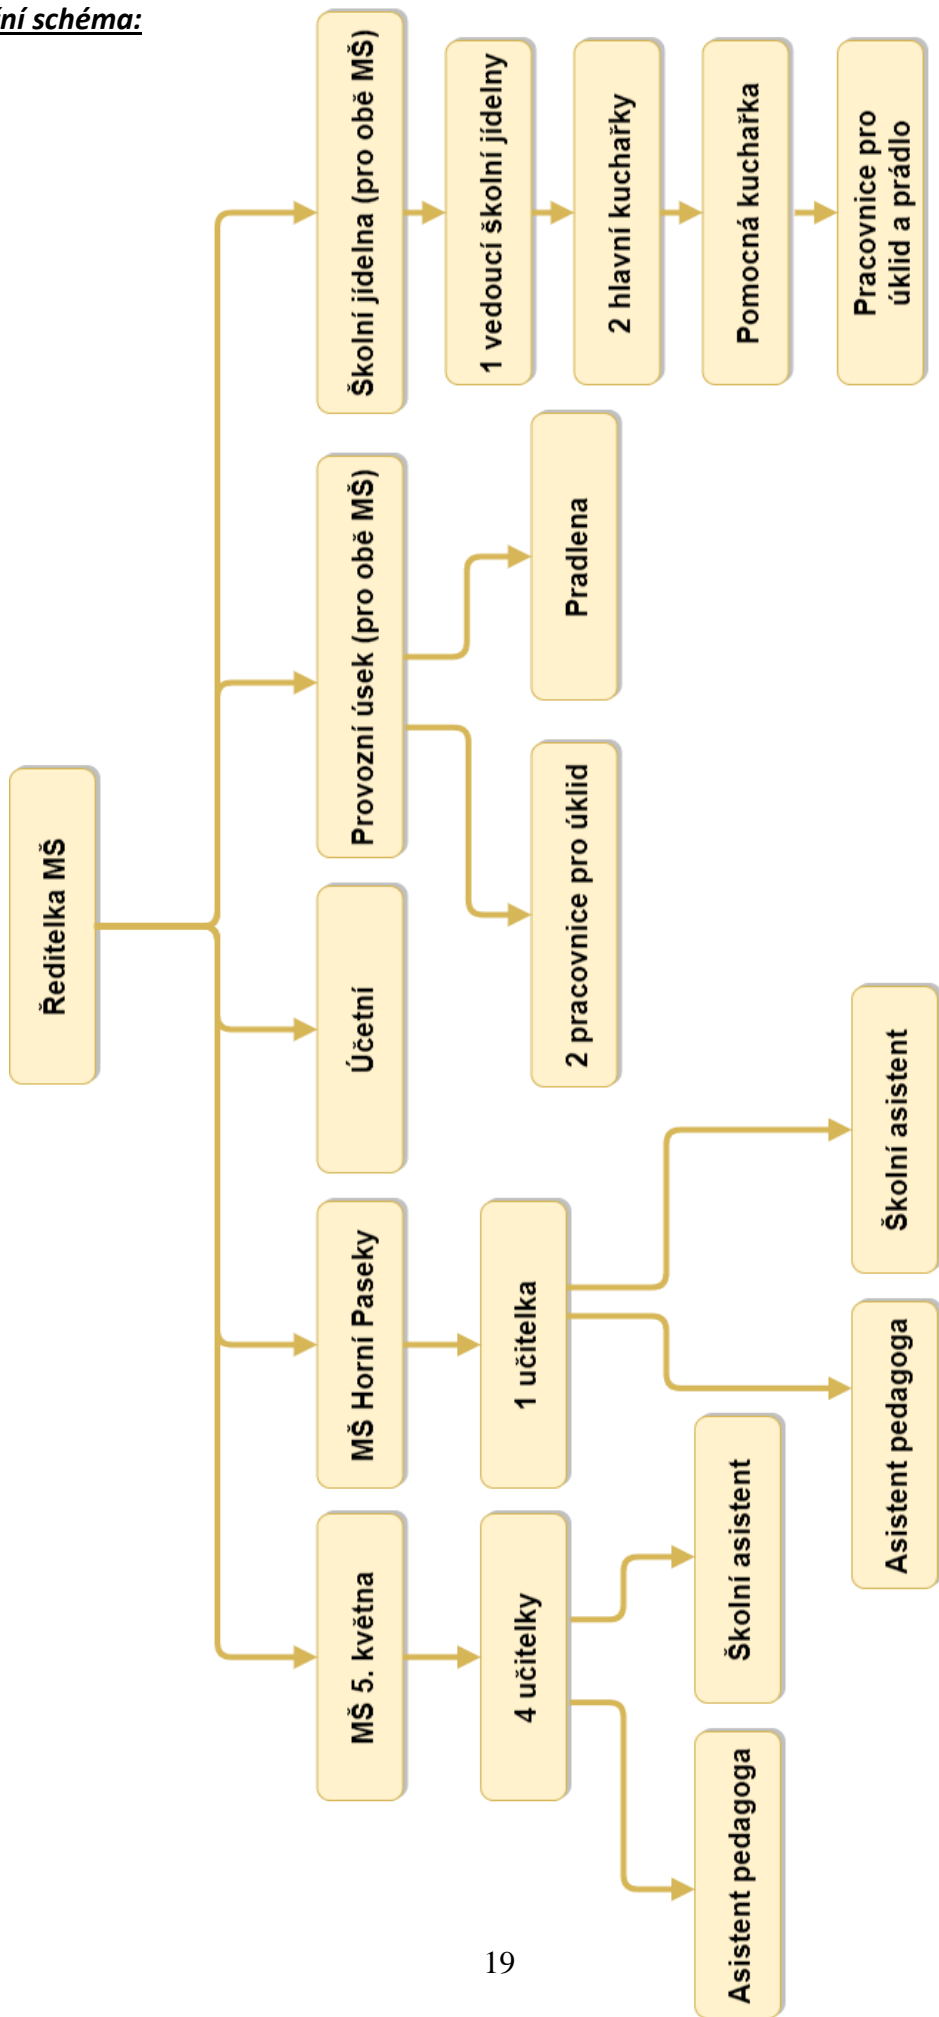 ní schéma:
Ředitelka MŠ
MŠ 5. května
MŠ Horní Paseky
Účetní
Provozní úsek (pro obě MŠ)
Školní jídelna (pro obě MŠ)
4 učitelky
1 učitelka
2 pracovnice pro úklid
Pradlena
1 vedoucí školní jídelny
2 hlavní kuchařky
Pomocná kuchařka
Pracovnice pro
úklid a prádlo
Asistent pedagoga
Školní asistent
Asistent pedagoga
Školní asistent
19